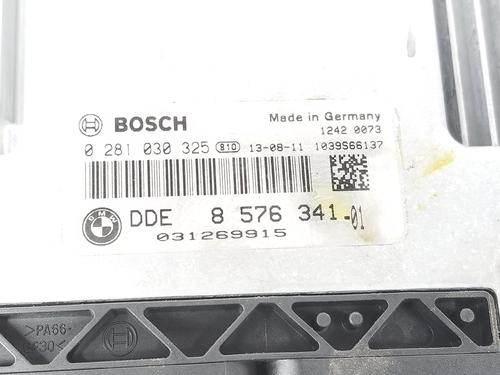 BOSCH
Made in Germany
1242 0073
0 281 030 325 810 13-08-11 1039S66137
BMW DDE 8 576 341-01
031269915
>PA66-